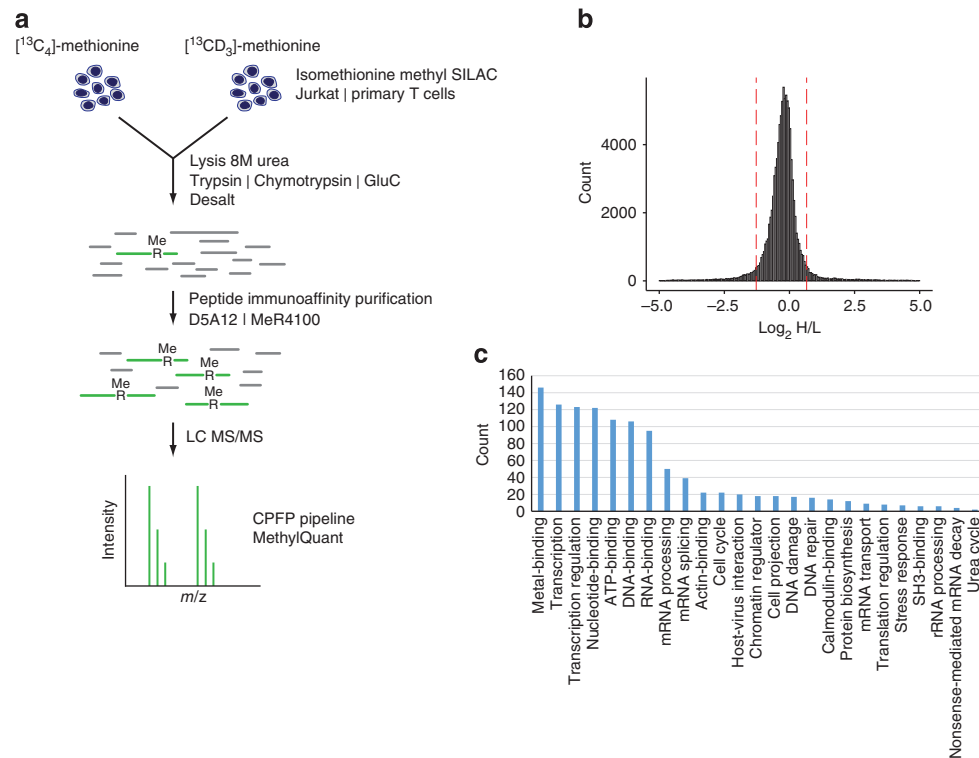 a
[¹³C₄]-methionine
[¹³CD₃]-methionine
Isomethionine methyl SILAC
Jurkat | primary T cells
Lysis 8M urea
Trypsin | Chymotrypsin | GluC
Desalt
Me
R
Peptide immunoaffinity purification
D5A12 | MeR4100
Me
R
Me
R
Me
R
Me
R
LC MS/MS
Intensity
m/z
CPFP pipeline
MethylQuant
b
Count
4000
2000
0
−5.0
−2.5
0.0
2.5
5.0
Log₂ H/L
c
Count
160
140
120
100
80
60
40
20
0
Metal-binding
Transcription
Transcription regulation
Nucleotide-binding
ATP-binding
DNA-binding
RNA-binding
mRNA processing
mRNA splicing
Actin-binding
Cell cycle
Host-virus interaction
Chromatin regulator
Cell projection
DNA damage
DNA repair
Calmodulin-binding
Protein biosynthesis
mRNA transport
Translation regulation
Stress response
SH3-binding
rRNA processing
Nonsense-mediated mRNA decay
Urea cycle